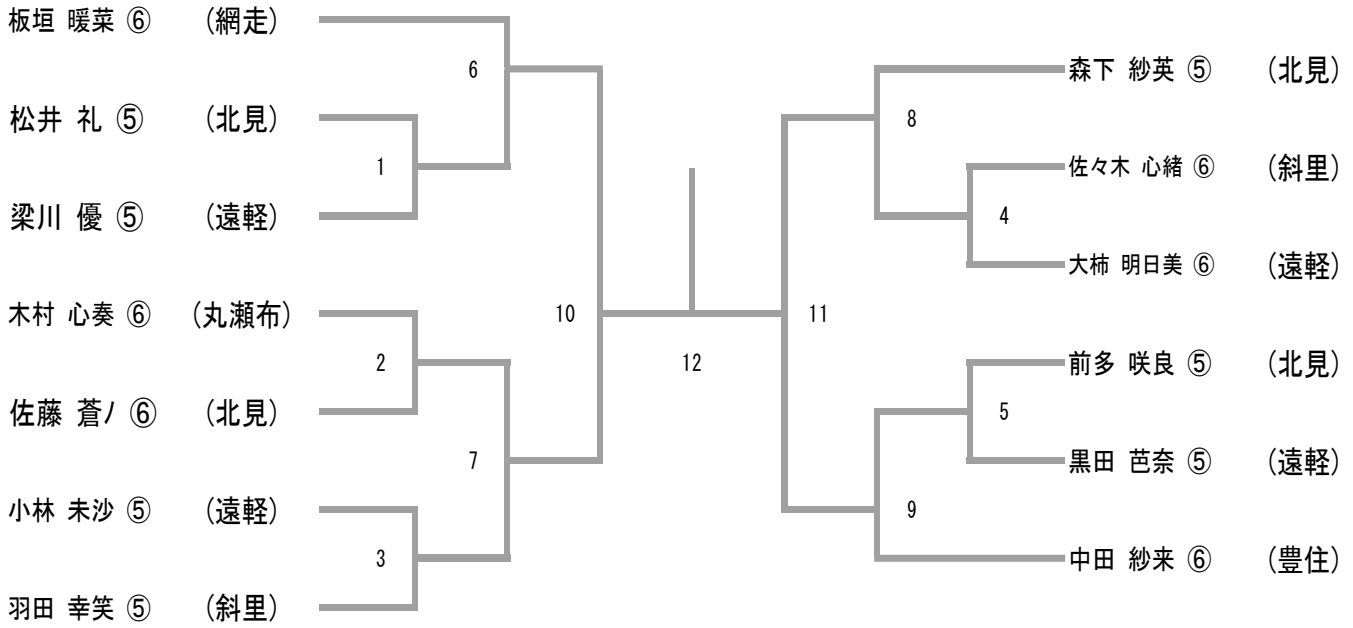 板垣 暖菜 ⑥ (網走)
松井 礼 ⑤ (北見)
梁川 優 ⑤ (遠軽)
木村 心奏 ⑥ (丸瀬布)
佐藤 蒼ﾉ ⑥ (北見)
小林 未沙 ⑤ (遠軽)
羽田 幸笑 ⑤ (斜里)
6
1
2
7
3
10
12
11
8
4
5
9
森下 紗英 ⑤ (北見)
佐々木 心緒 ⑥ (斜里)
大柿 明日美 ⑥ (遠軽)
前多 咲良 ⑤ (北見)
黒田 芭奈 ⑤ (遠軽)
中田 紗来 ⑥ (豊住)